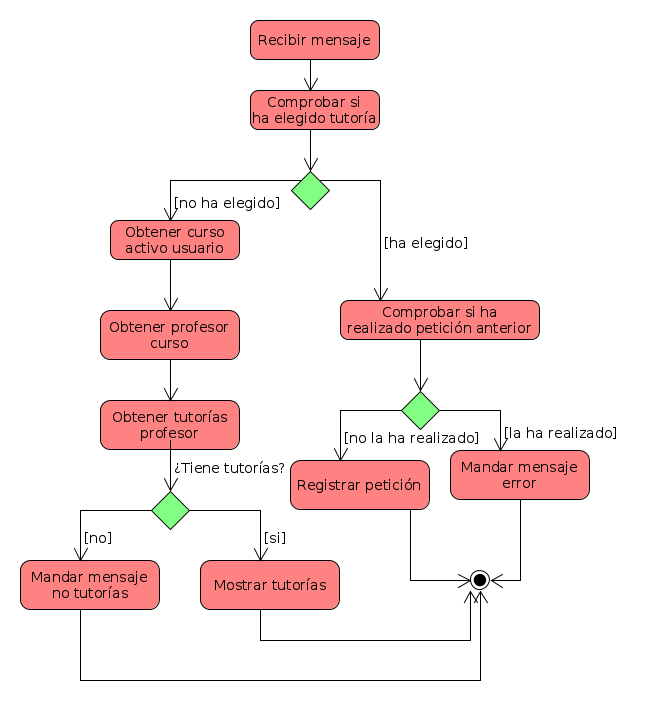 Recibir mensaje
Comprobar si
ha elegido tutoría
[no ha elegido]
Obtener curso
activo usuario
[ha elegido]
Obtener profesor
curso
Comprobar si ha
realizado petición anterior
Obtener tutorías
profesor
[no la ha realizado]
[la ha realizado]
¿Tiene tutorías?
Registrar petición
Mandar mensaje
error
[no]
[si]
Mandar mensaje
no tutorías
Mostrar tutorías